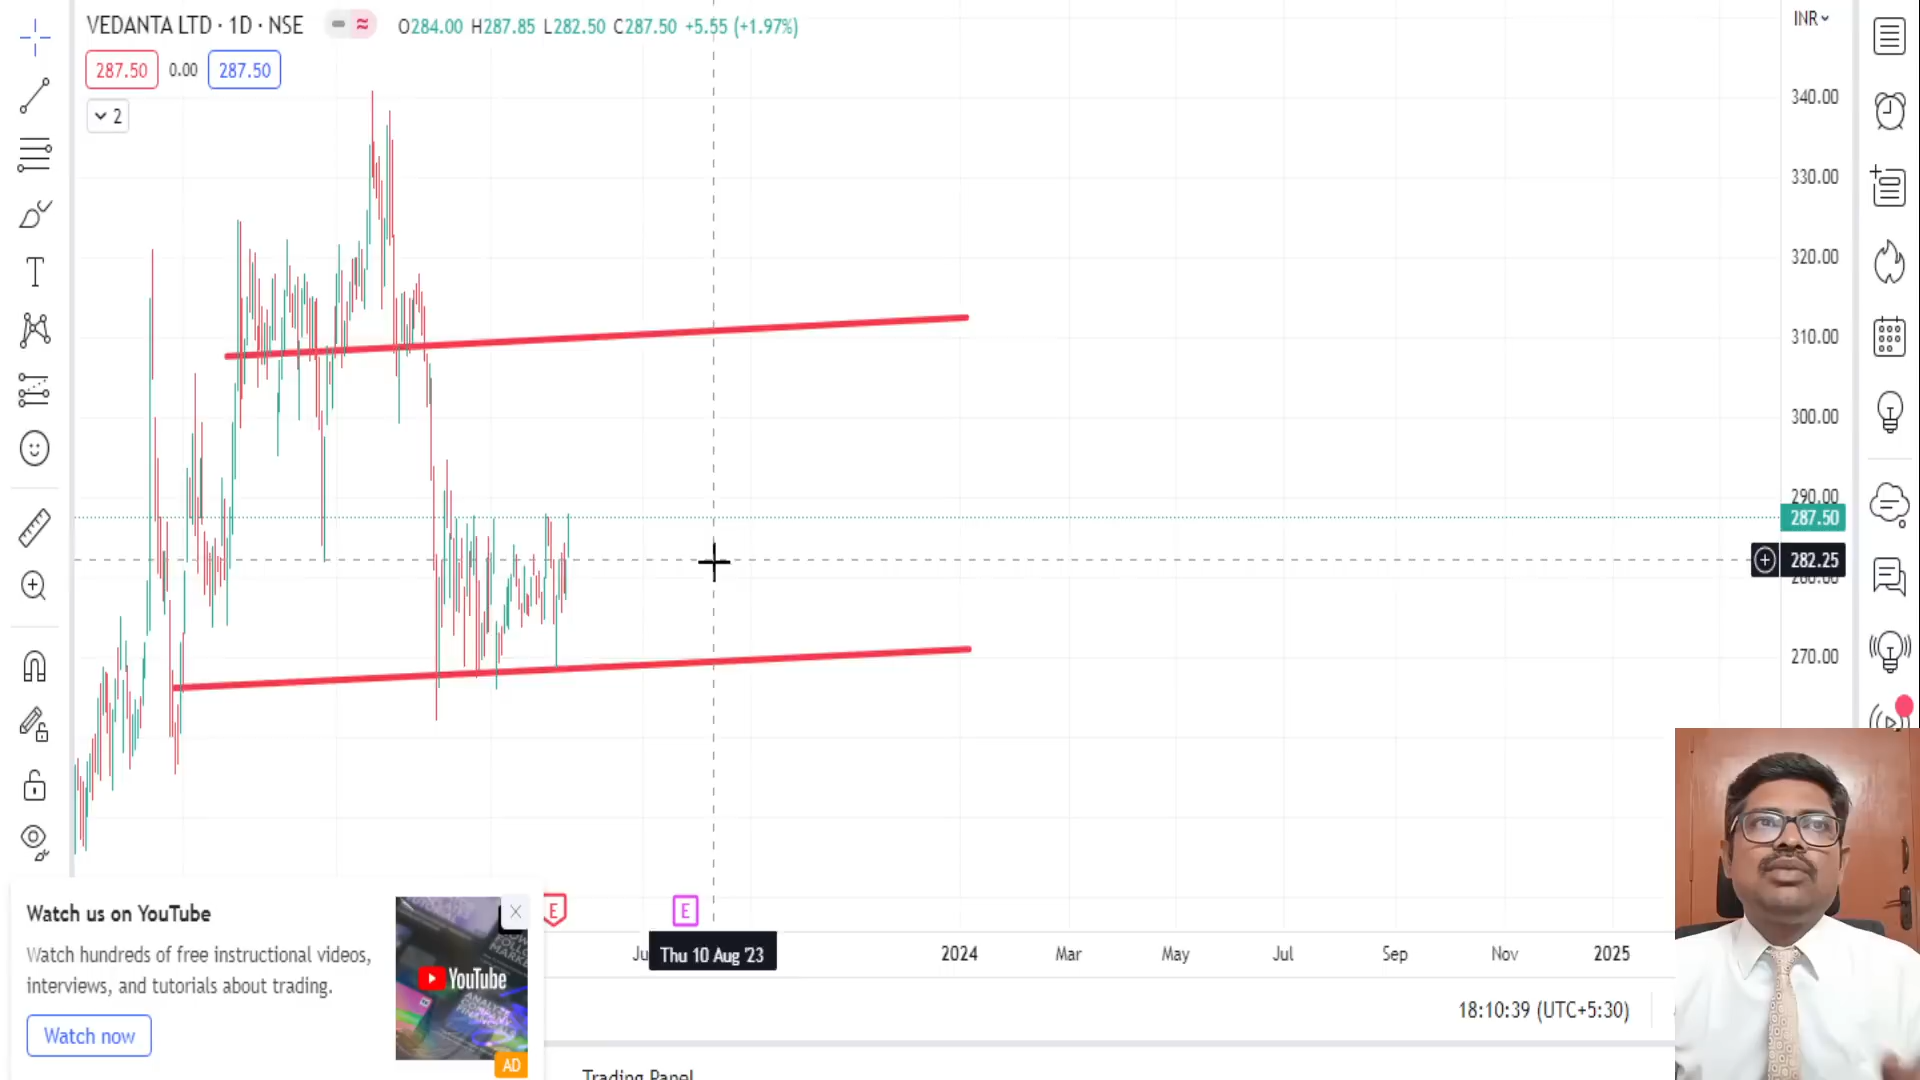 VEDANTA LTD · 1D · NSE
O284.00 H287.85 L282.50 C287.50 +5.55 (+1.97%)
INR
287.50 0.00 287.50
2
340.00
330.00
320.00
310.00
300.00
290.00
287.50
282.25
280.00
270.00
E
E
Watch us on YouTube
Watch hundreds of free instructional videos,
interviews, and tutorials about trading.
Watch now
YouTube
AD
Thu 10 Aug '23
2024
Mar
May
Jul
Sep
Nov
2025
18:10:39 (UTC+5:30)
Trading Panel